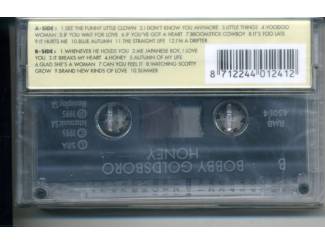 A-SIDE : 1 SEE THE FUNNY LITTLE CLOWN 2.I DON'T KNOW YOU ANYMORE 3.LITTLE THINGS 4.VOODOO
WOMAN 5.IF YOU WAIT FOR LOVE 6.IF YOU'VE GOT A HEART 7.BROOMSTICK COWBOY 8.IT'S TOO LATE
9.IT HURTS ME 10.BLUE AUTUMN 11.THE STRAIGHT LIFE 12.I'M A DRIFTER
B-SIDE : 1.WHENEVER HE HOLDS YOU 2.ME JAPANESE BOY, I LOVE
YOU 3.IT BREAKS MY HEART 4.HONEY 5.AUTUMN OF MY LIFE
6.GLAD SHE'S A WOMAN 7.CAN YOU FEEL IT 8.WATCHING SCOTTY
GROW 9.BRAND NEW KINDS OF LOVE 10.SUMMER
8 712244 012412
B
BOBBY GOLDSBORO
HONEY
RMB
45014
1995